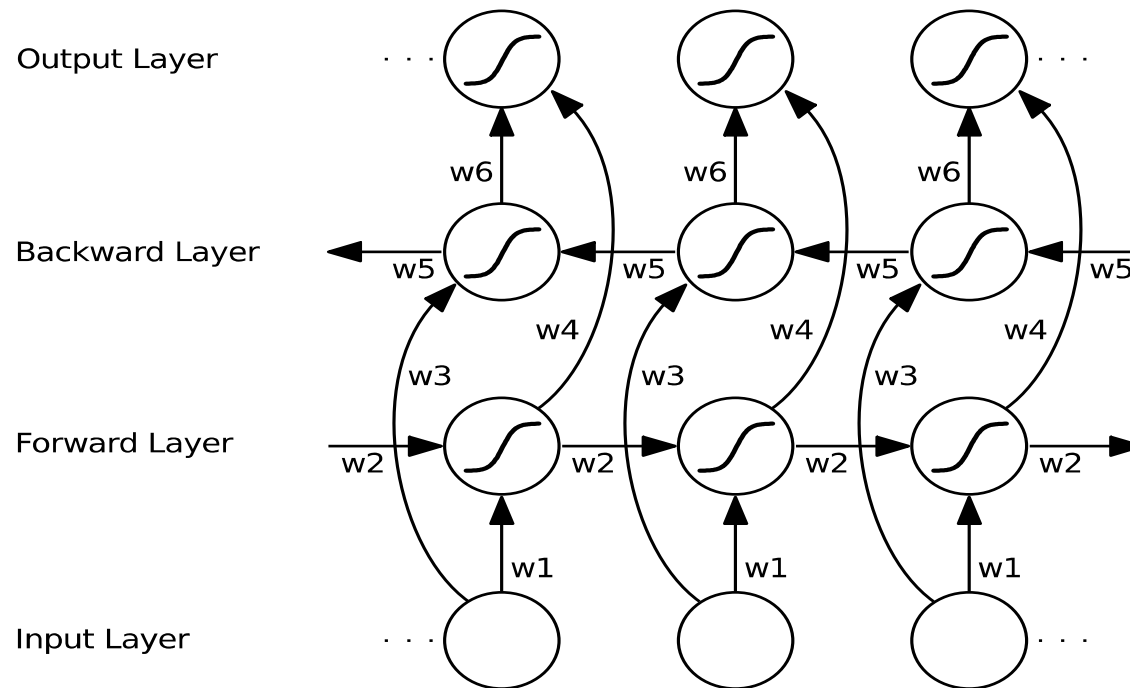 Output Layer . . . . . .
w6 w6 w6
Backward Layer
w5 w5 w5 w5
w4 w4 w4
w3 w3 w3
Forward Layer
w2 w2 w2 w2
w1 w1 w1
Input Layer . . . . . .